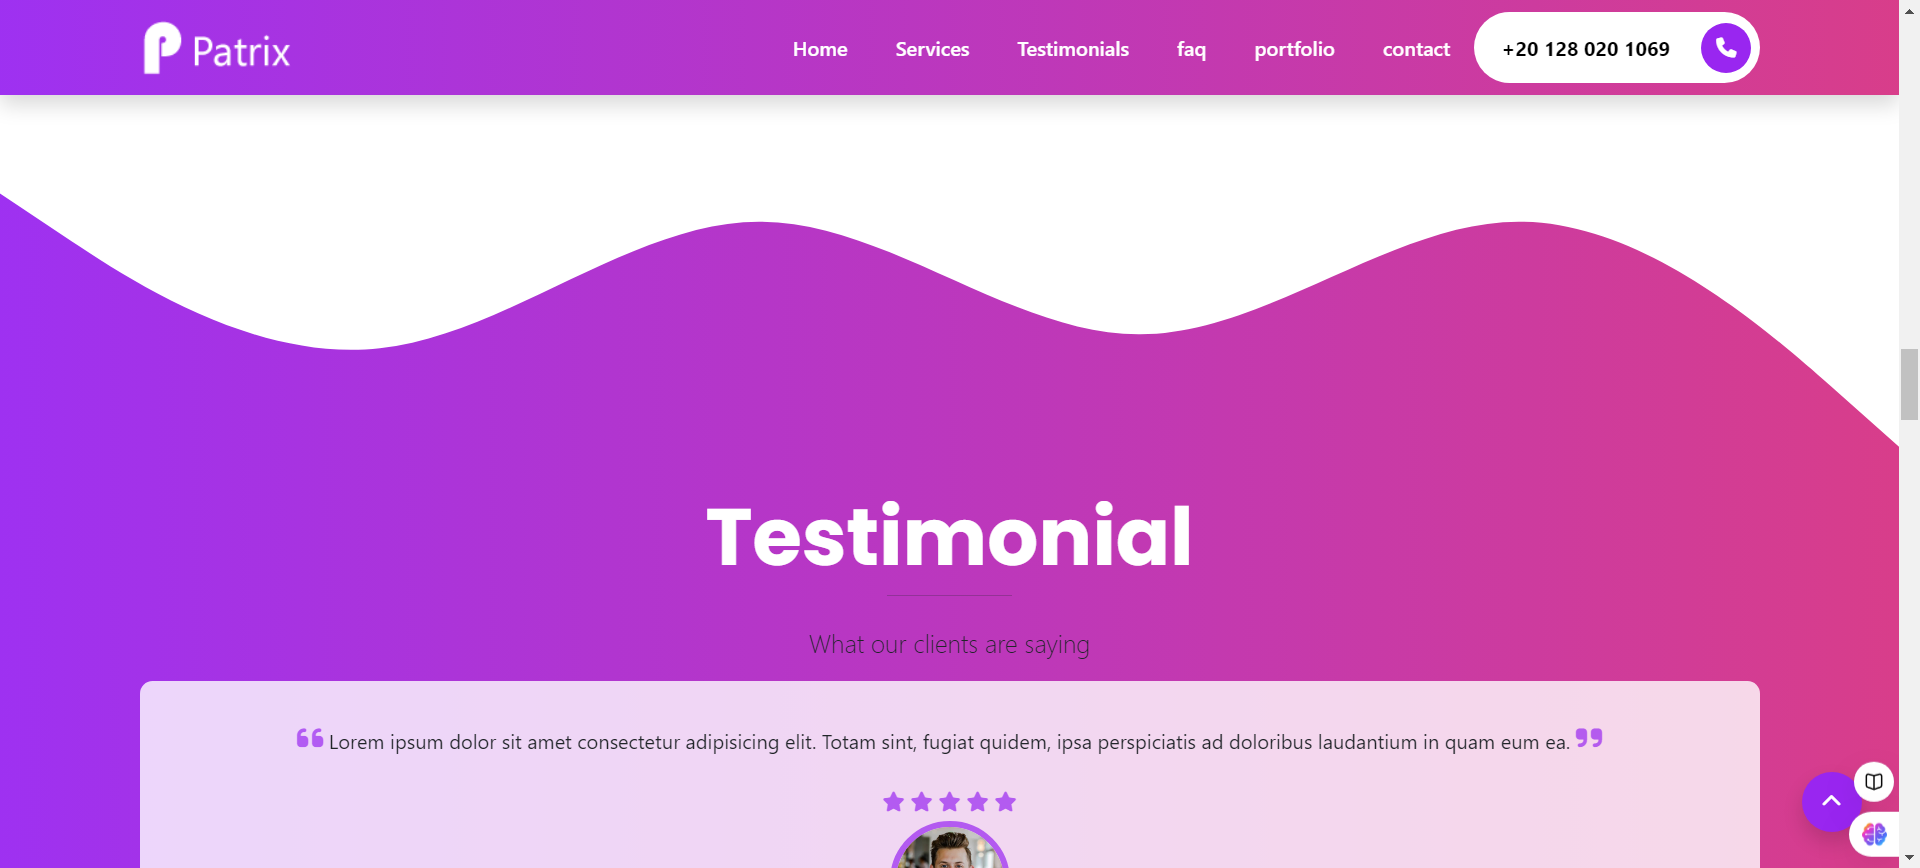 Patrix
Home Services Testimonials faq portfolio contact +20 128 020 1069
Testimonial
What our clients are saying
Lorem ipsum dolor sit amet consectetur adipisicing elit. Totam sint, fugiat quidem, ipsa perspiciatis ad doloribus laudantium in quam eum ea.